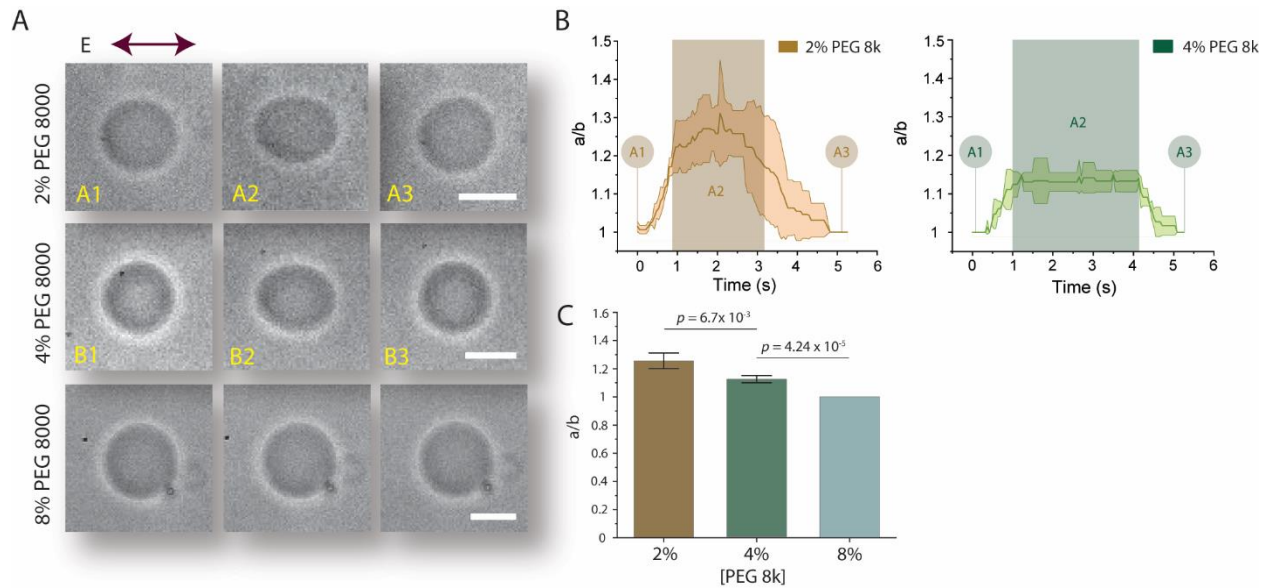 A
E
2% PEG 8000
A1
A2
A3
4% PEG 8000
B1
B2
B3
8% PEG 8000
B
2% PEG 8k
a/b
1.5
1.4
1.3
1.2
1.1
1
A1
A2
A3
0 1 2 3 4 5 6
Time (s)
4% PEG 8k
a/b
1.5
1.4
1.3
1.2
1.1
1
A1
A2
A3
0 1 2 3 4 5 6
Time (s)
C
a/b
1.6
1.4
1.2
1
0.8
0.6
0.4
0.2
0
p = 6.7x 10⁻³
p = 4.24 x 10⁻⁵
2% 4% 8%
[PEG 8k]